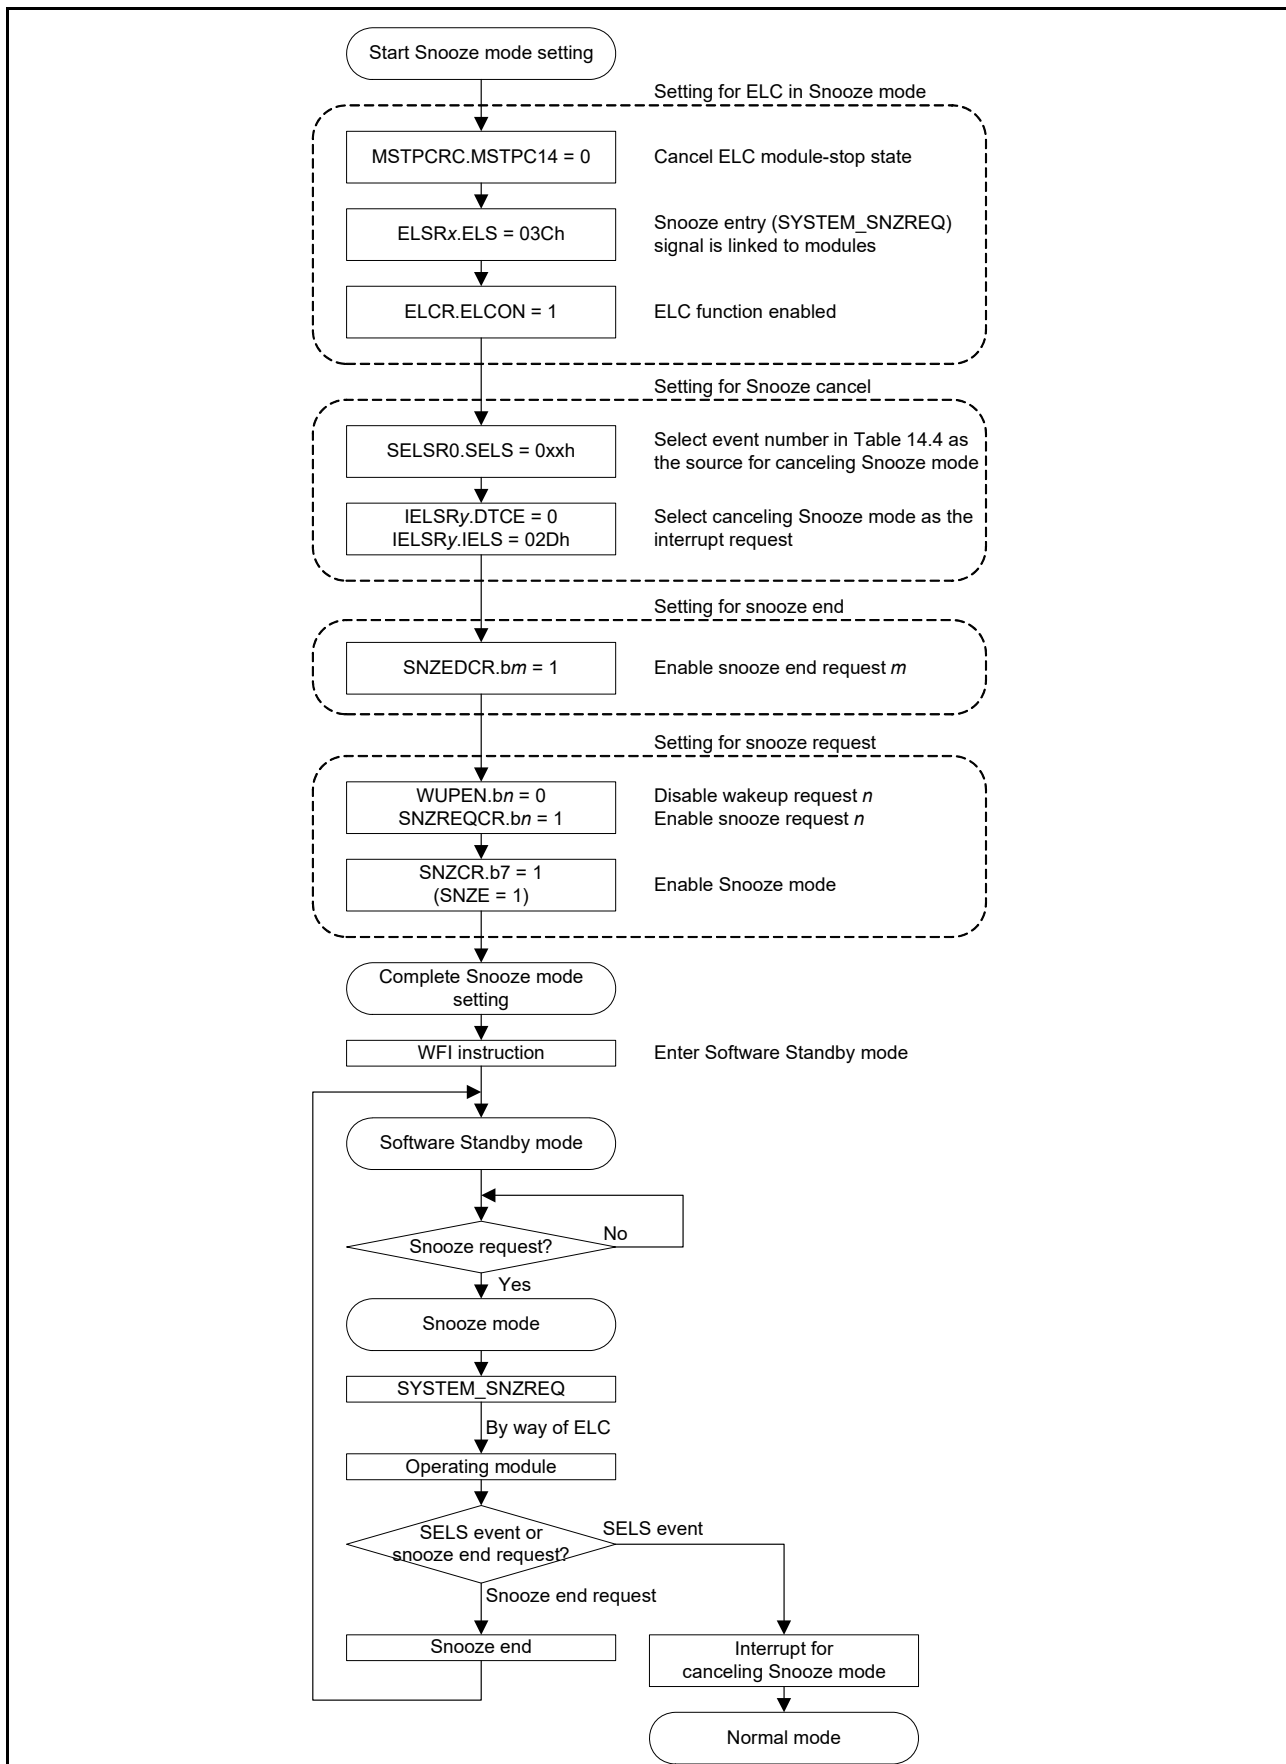 Start Snooze mode setting
Setting for ELC in Snooze mode
MSTPCRC.MSTPC14 = 0
Cancel ELC module-stop state
ELSRx.ELS = 03Ch
Snooze entry (SYSTEM_SNZREQ)
signal is linked to modules
ELCR.ELCON = 1
ELC function enabled
Setting for Snooze cancel
SELSR0.SELS = 0xxh
Select event number in Table 14.4 as
the source for canceling Snooze mode
IELSRy.DTCE = 0
IELSRy.IELS = 02Dh
Select canceling Snooze mode as the
interrupt request
Setting for snooze end
SNZEDCR.bm = 1
Enable snooze end request m
Setting for snooze request
WUPEN.bn = 0
SNZREQCR.bn = 1
Disable wakeup request n
Enable snooze request n
SNZCR.b7 = 1
(SNZE = 1)
Enable Snooze mode
Complete Snooze mode
setting
WFI instruction
Enter Software Standby mode
Software Standby mode
Snooze request?
No
Yes
Snooze mode
SYSTEM_SNZREQ
By way of ELC
Operating module
SELS event or
snooze end request?
SELS event
Snooze end request
Snooze end
Interrupt for
canceling Snooze mode
Normal mode